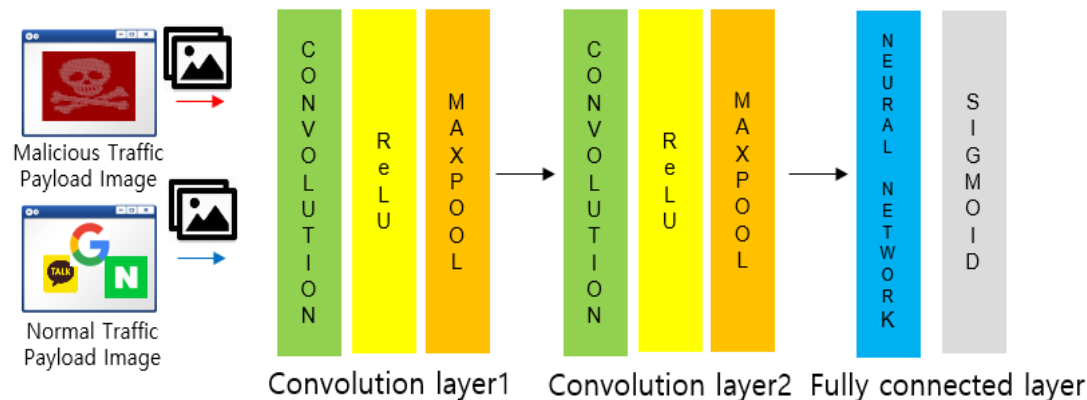 Malicious Traffic
Payload Image
TALK
N
Normal Traffic
Payload Image
CONVOLUTION
ReLU
MAXPOOL
Convolution layer1
CONVOLUTION
ReLU
MAXPOOL
Convolution layer2
NEURAL NETWORK
SIGMOID
Fully connected layer